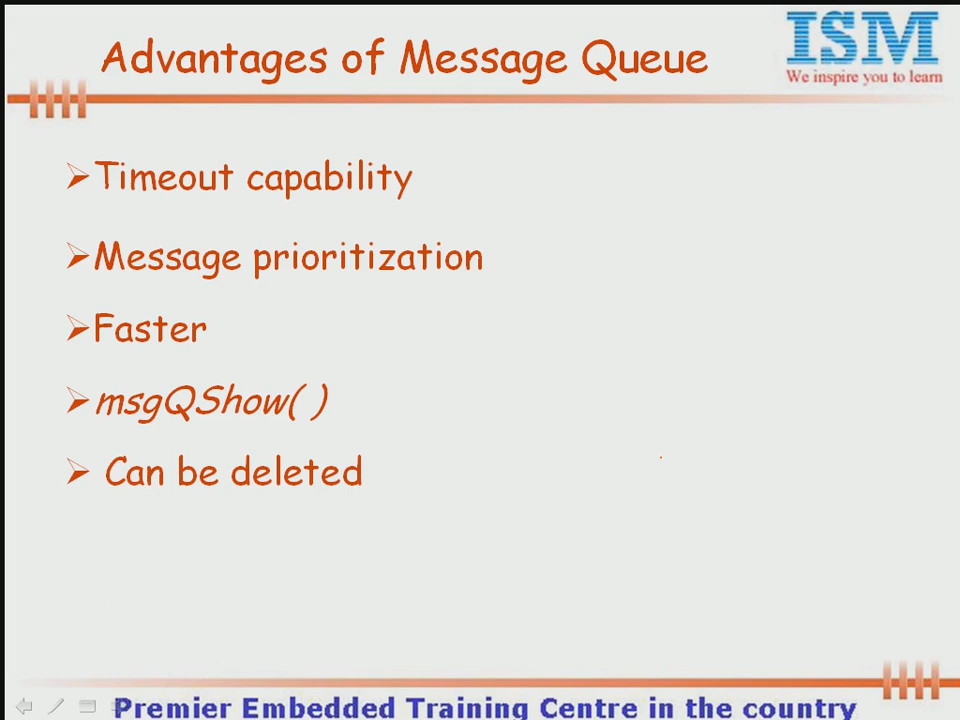 Advantages of Message Queue
ISM
We inspire you to learn
Timeout capability
Message prioritization
Faster
msgQShow( )
Can be deleted
Premier Embedded Training Centre in the country